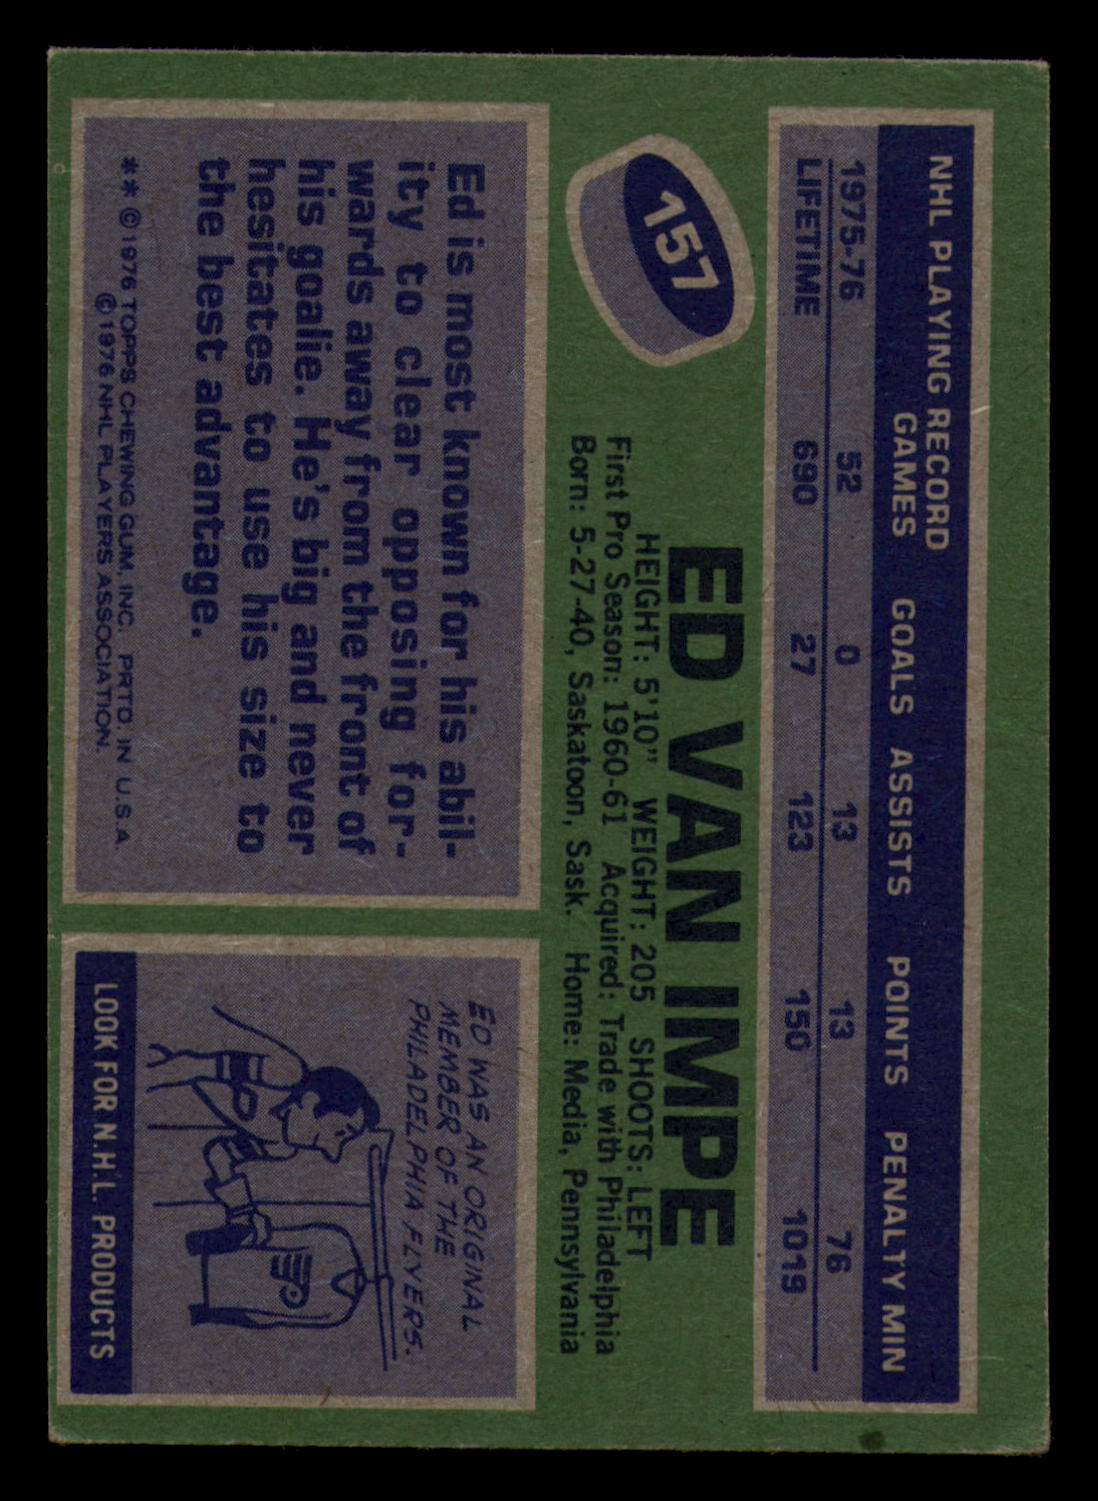 NHL PLAYING RECORD
GAMES GOALS ASSISTS POINTS PENALTY MIN
1975-76 52 0 13 13 76
LIFETIME 690 27 123 150 1019
157
ED VAN IMPE
HEIGHT: 5'10" WEIGHT: 205 SHOOTS: LEFT
First Pro Season: 1960-61 Acquired: Trade with Philadelphia
Born: 5-27-40, Saskatoon, Sask. Home: Media, Pennsylvania
Ed is most known for his abil-
ity to clear opposing for-
wards away from the front of
his goalie. He's big and never
hesitates to use his size to
the best advantage.
** ©1976 TOPPS CHEWING GUM, INC. PRTD. IN U.S.A.
©1976 NHL PLAYERS ASSOCIATION.
ED WAS AN ORIGINAL
MEMBER OF THE
PHILADELPHIA FLYERS.
LOOK FOR N.H.L. PRODUCTS